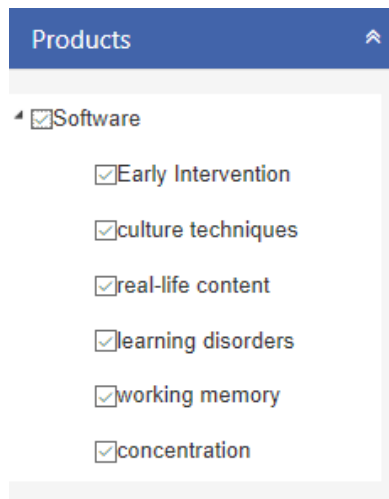 Products
Software
Early Intervention
culture techniques
real-life content
learning disorders
working memory
concentration